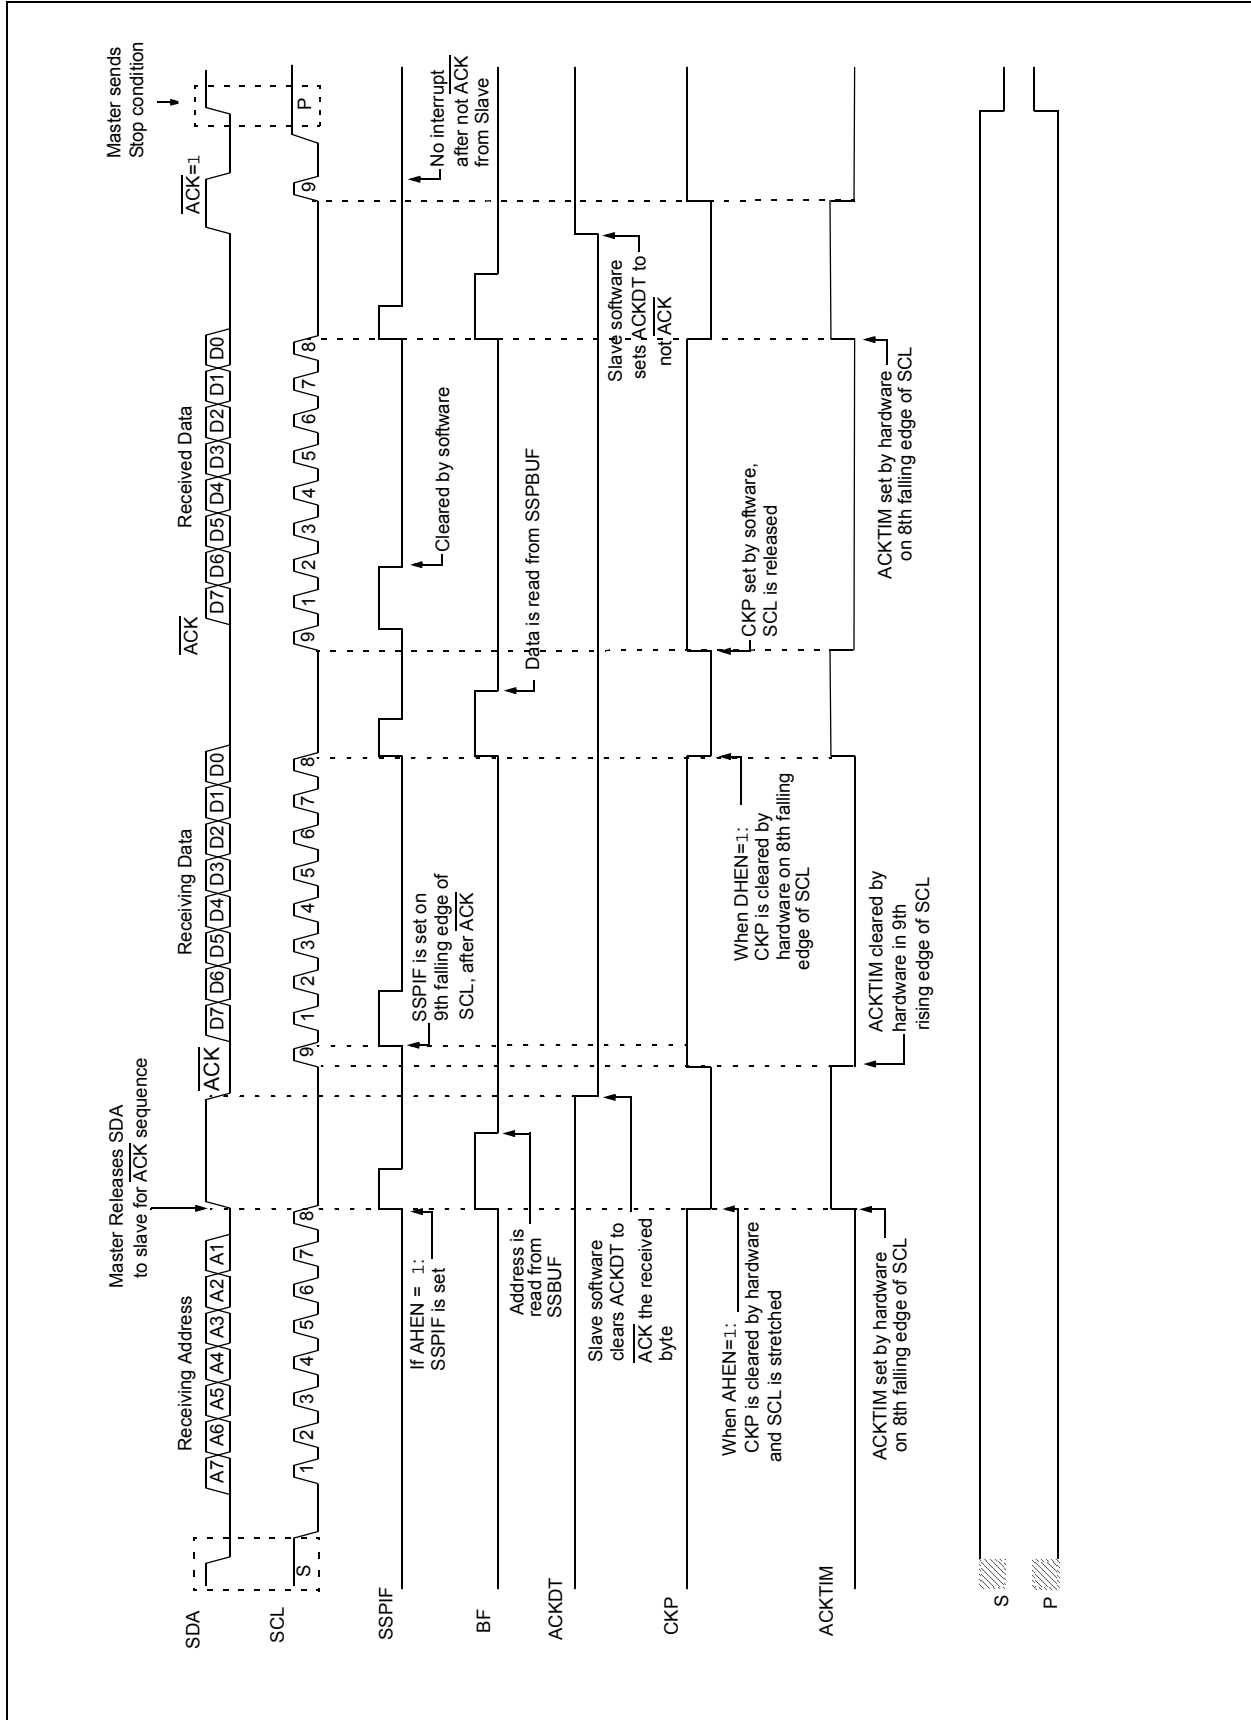 Master Releases SDA
to slave for ACK sequence
Master sends
Stop condition
Receiving Address
ACK
Receiving Data
ACK
Received Data
ACK=1
SDA
A7 A6 A5 A4 A3 A2 A1
D7 D6 D5 D4 D3 D2 D1 D0
D7 D6 D5 D4 D3 D2 D1 D0
SCL
S
1 2 3 4 5 6 7 8 9
1 2 3 4 5 6 7 8 9
1 2 3 4 5 6 7 8 9
P
SSPIF
If AHEN = 1:
SSPIF is set
SSPIF is set on
9th falling edge of
SCL, after ACK
Cleared by software
No interrupt
after not ACK
from Slave
BF
Address is
read from
SSBUF
Data is read from SSPBUF
ACKDT
Slave software
clears ACKDT to
ACK the received
byte
Slave software
sets ACKDT to
not ACK
CKP
When AHEN=1:
CKP is cleared by hardware
and SCL is stretched
When DHEN=1:
CKP is cleared by
hardware on 8th falling
edge of SCL
CKP set by software,
SCL is released
ACKTIM
ACKTIM set by hardware
on 8th falling edge of SCL
ACKTIM cleared by
hardware in 9th
rising edge of SCL
ACKTIM set by hardware
on 8th falling edge of SCL
S
P